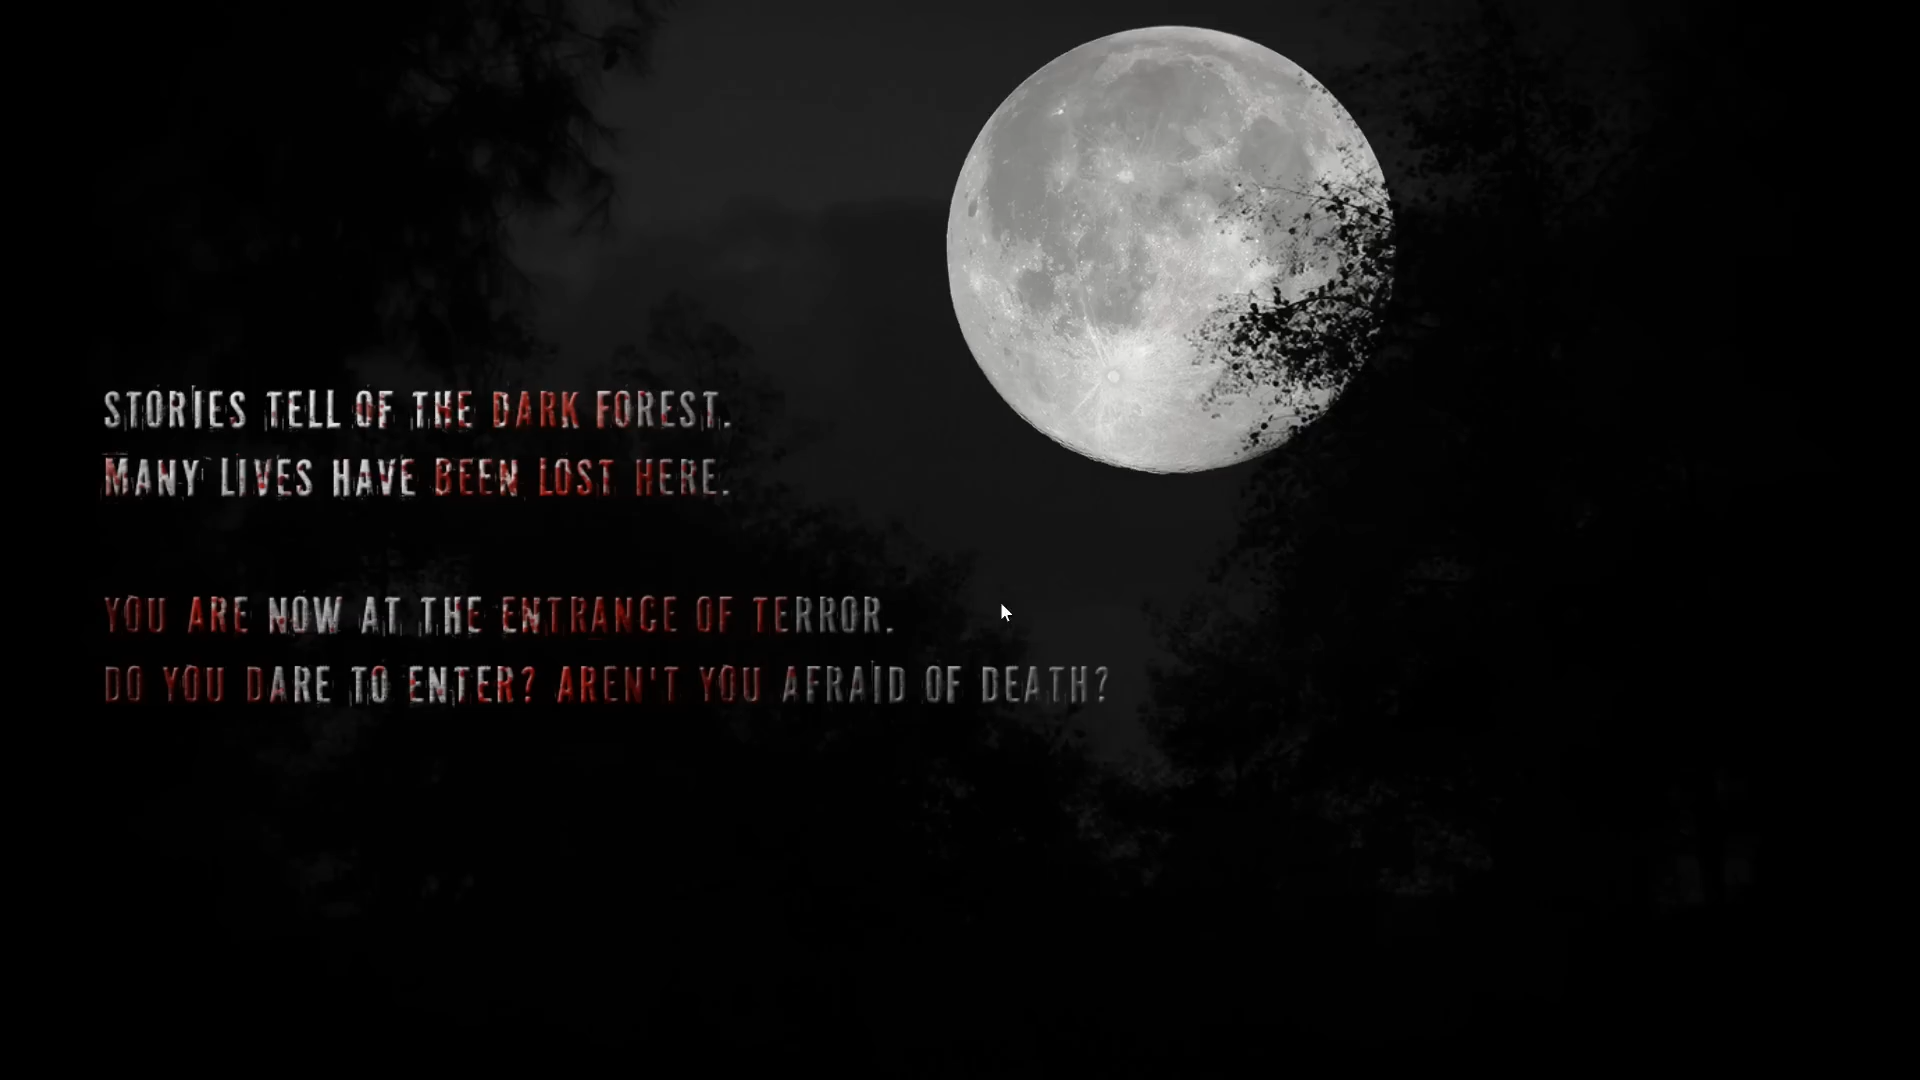 STORIES TELL OF THE DARK FOREST.
MANY LIVES HAVE BEEN LOST HERE.
YOU ARE NOW AT THE ENTRANCE OF TERROR.
DO YOU DARE TO ENTER? AREN'T YOU AFRAID OF DEATH?